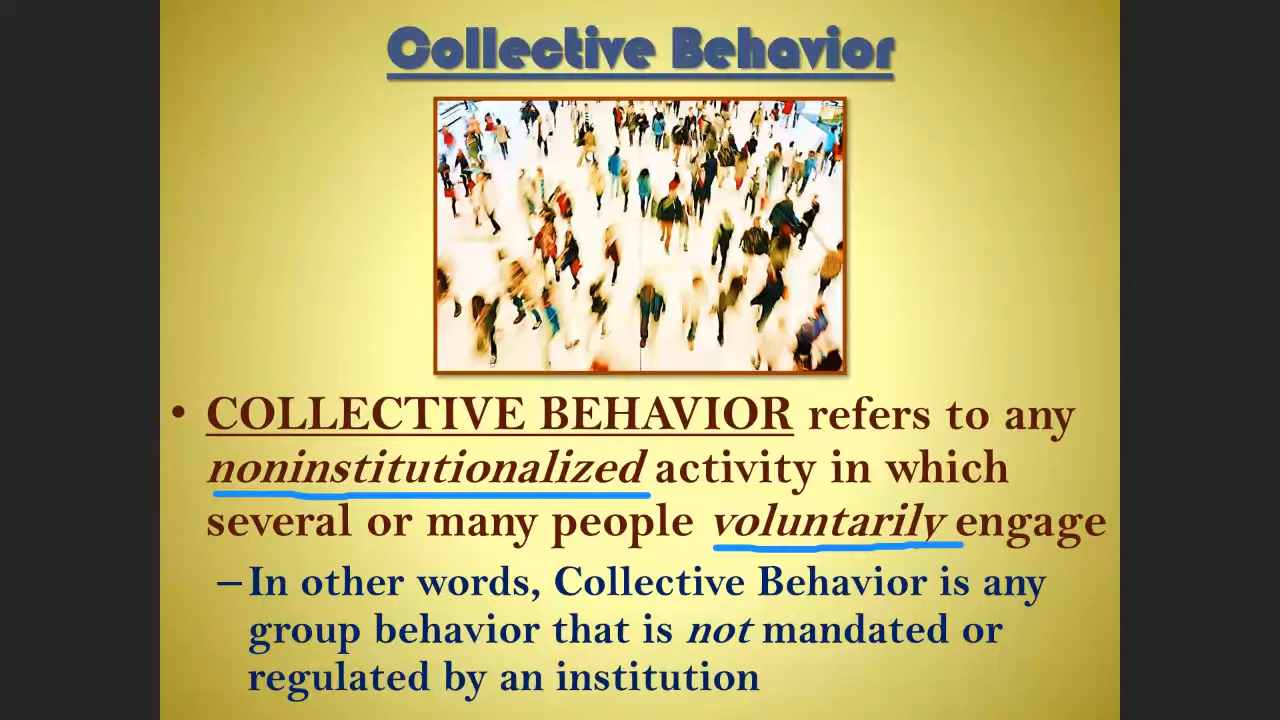 Collective Behavior
• COLLECTIVE BEHAVIOR refers to any
noninstitutionalized activity in which
several or many people voluntarily engage
–In other words, Collective Behavior is any
group behavior that is not mandated or
regulated by an institution